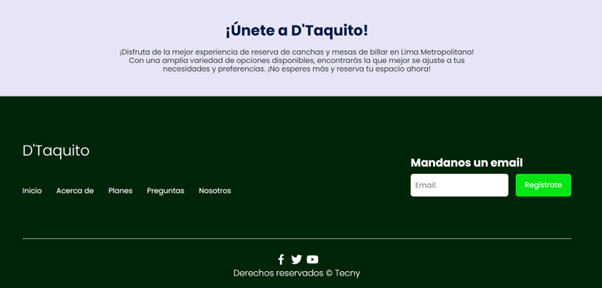 ¡Únete a D'Taquito!
¡Disfruta de la mejor experiencia de reserva de canchas y mesas de billar en Lima Metropolitana!
Con una amplia variedad de opciones disponibles, encontrarás la que mejor se ajuste a tus
necesidades y preferencias. ¡No esperes más y reserva tu espacio ahora!
D'Taquito
Inicio Acerca de Planes Preguntas Nosotros
Mandanos un email
Email: Registrate
Derechos reservados © Tecny